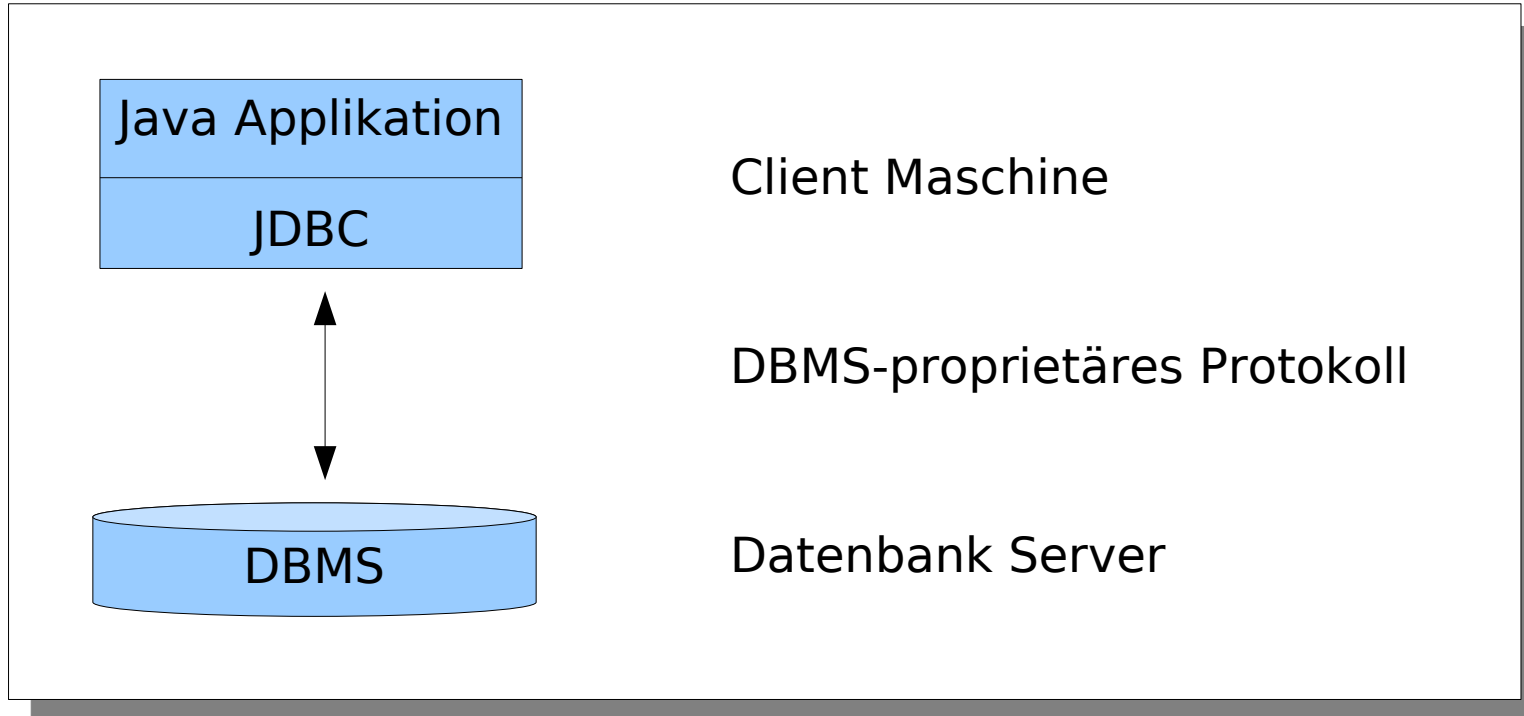 Java Applikation
JDBC
Client Maschine
DBMS-proprietäres Protokoll
DBMS
Datenbank Server